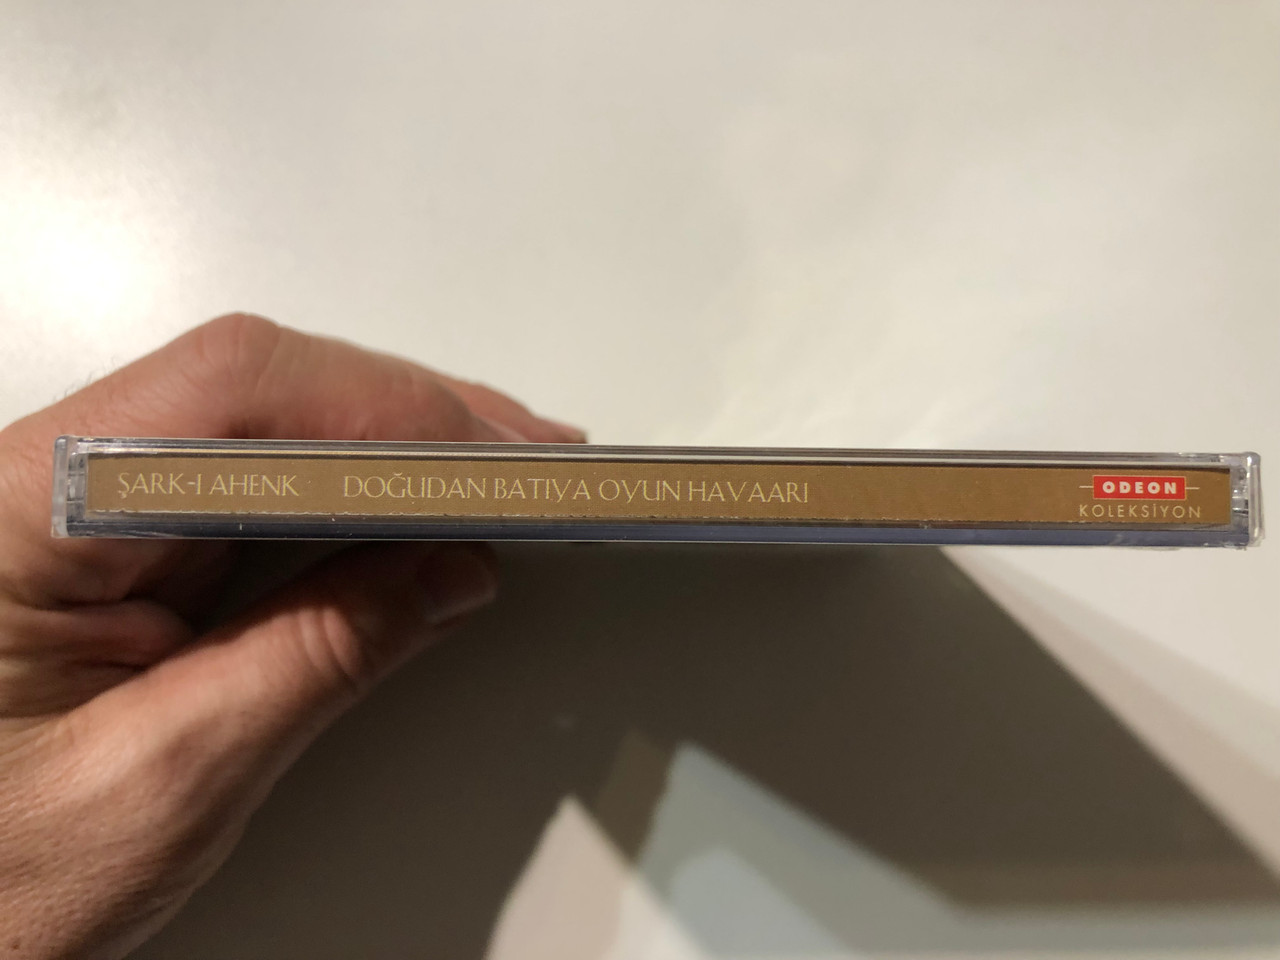 ŞARK-I AHENK DOĞUDAN BATIYA OYUN HAVAARI
ODEON
KOLEKSİYON